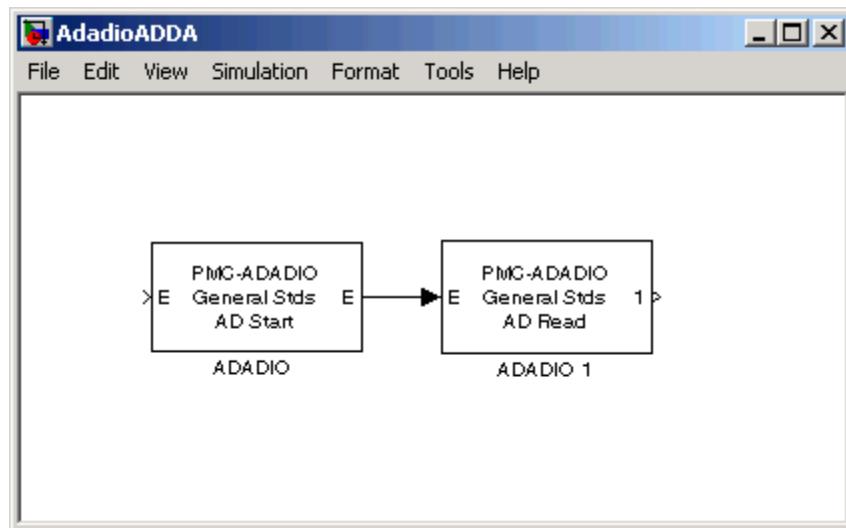 AdadioADDA
File Edit View Simulation Format Tools Help
PMC-ADADIO
General Stds
AD Start
E
E
ADADIO
PMC-ADADIO
General Stds
AD Read
E
1
ADADIO 1